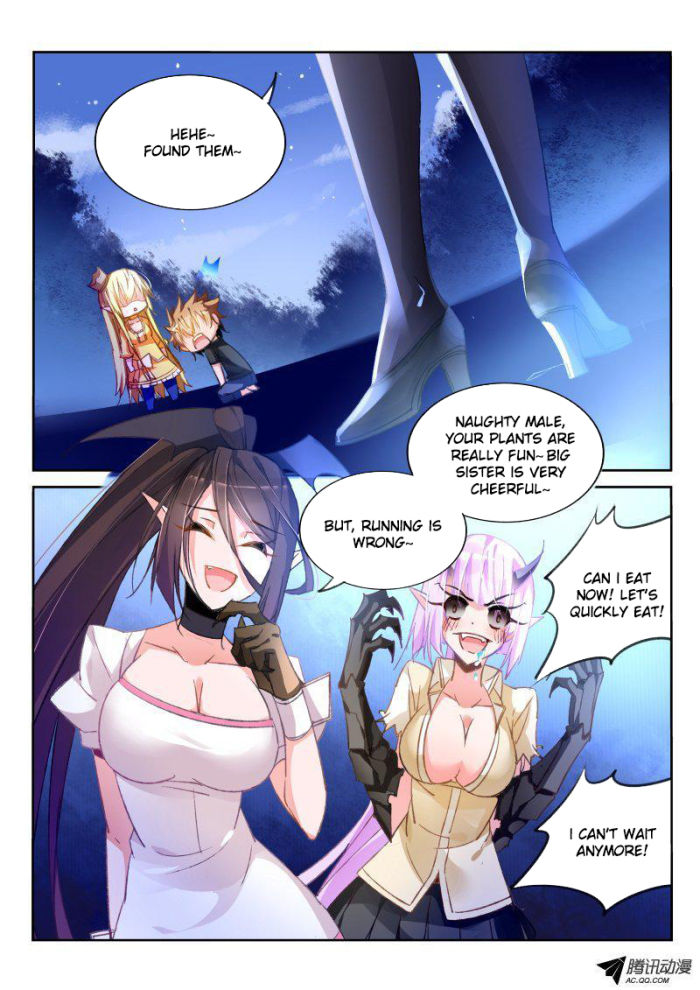 HEHE~
FOUND THEM~
NAUGHTY MALE,
YOUR PLANTS ARE
REALLY FUN~ BIG
SISTER IS VERY
CHEERFUL~
BUT, RUNNING IS
WRONG~
CAN I EAT
NOW! LET'S
QUICKLY EAT!
I CAN'T WAIT
ANYMORE!
腾讯动漫
AC.QQ.COM